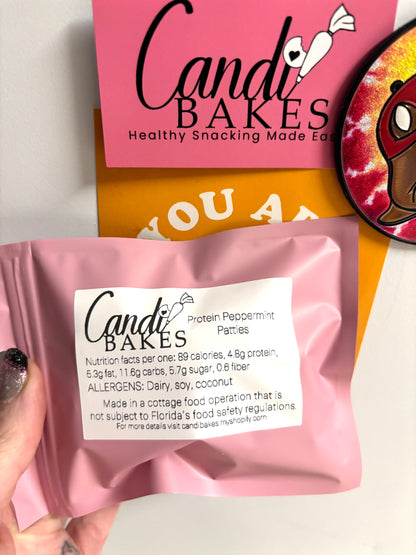 Candi
BAKES
Healthy Snacking Made Easy
YOU ARE
Candi
BAKES
Protein Peppermint
Patties
Nutrition facts per one: 89 calories, 4.8g protein,
5.3g fat, 11.6g carbs, 5.7g sugar, 0.6 fiber
ALLERGENS: Dairy, soy, coconut
Made in a cottage food operation that is
not subject to Florida's food safety regulations.
For more details visit candi.bakes.myshopify.com